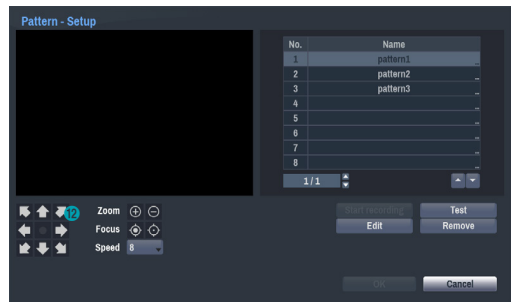 Pattern - Setup
No. Name
1 pattern1 ...
2 pattern2 ...
3 pattern3 ...
4 ...
5 ...
6 ...
7 ...
8 ...
1 / 1
12
Zoom
Focus
Speed 8
Start recording Test
Edit Remove
OK Cancel